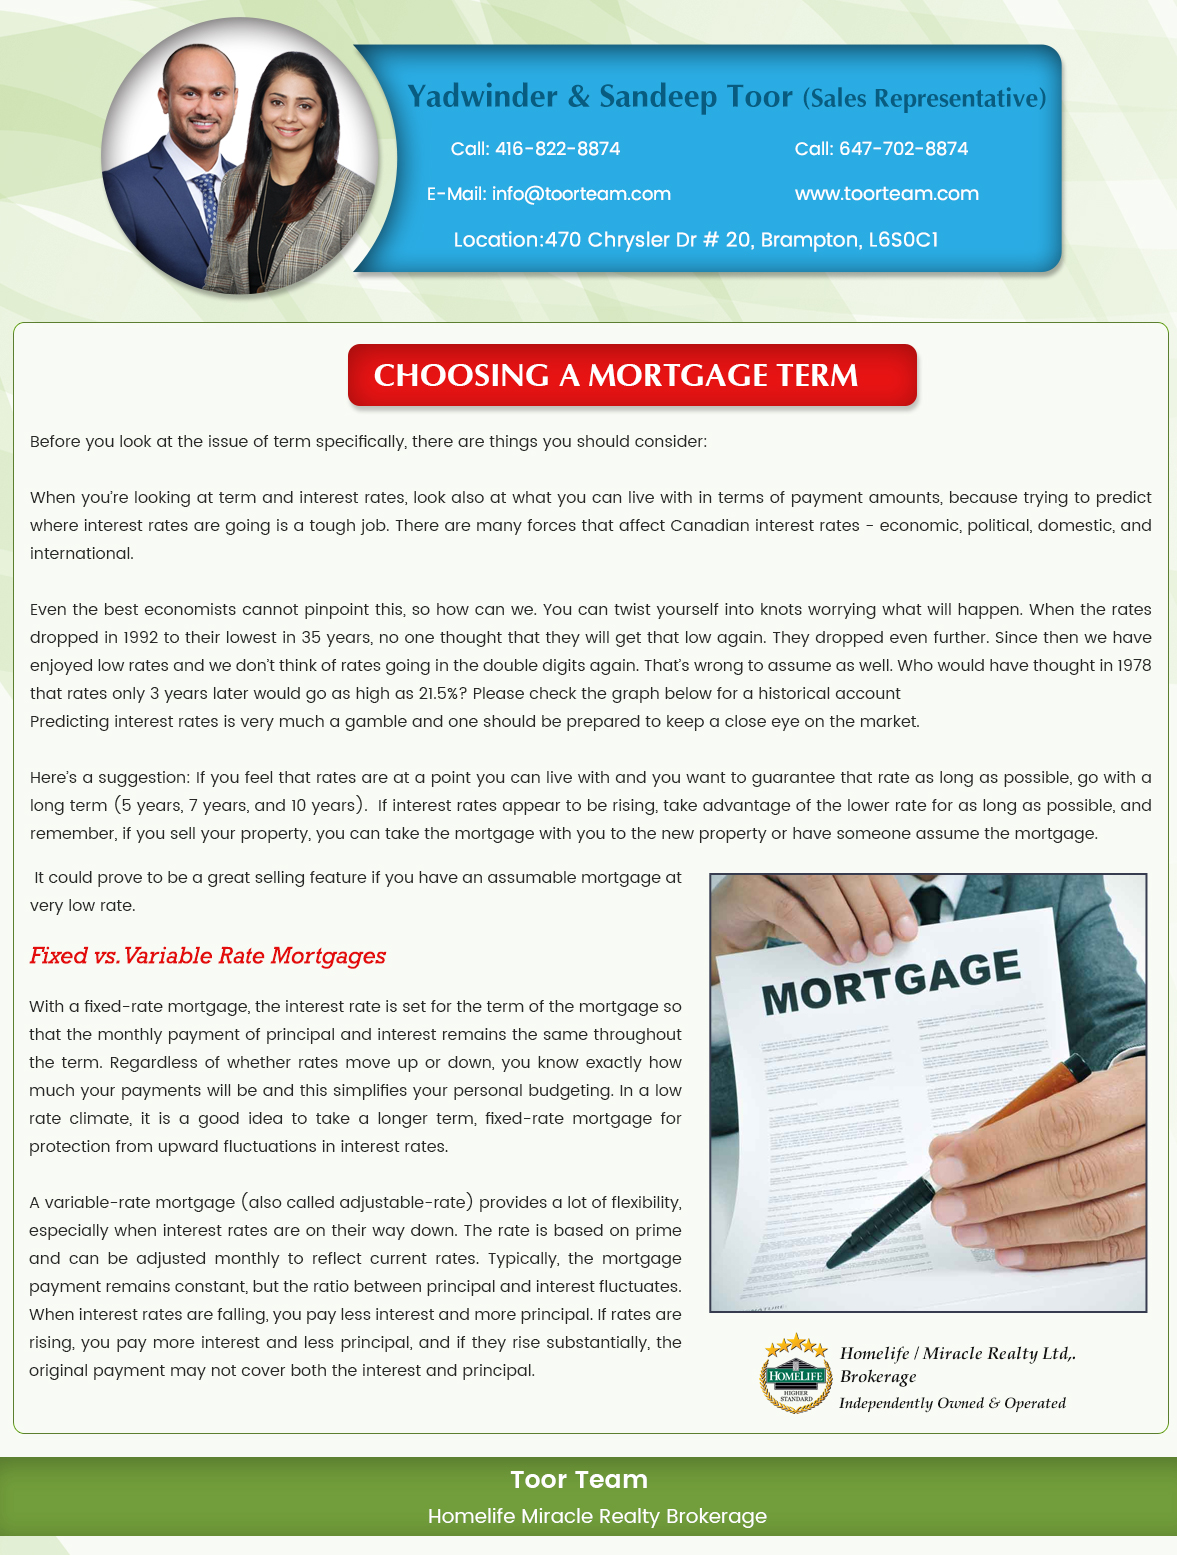 Yadwinder & Sandeep Toor (Sales Representative)
Call: 416-822-8874
Call: 647-702-8874
E-Mail: info@toorteam.com
www.toorteam.com
Location:470 Chrysler Dr # 20, Brampton, L6S0C1
CHOOSING A MORTGAGE TERM
Before you look at the issue of term specifically, there are things you should consider:
When you’re looking at term and interest rates, look also at what you can live with in terms of payment amounts, because trying to predict
where interest rates are going is a tough job. There are many forces that affect Canadian interest rates - economic, political, domestic, and
international.
Even the best economists cannot pinpoint this, so how can we. You can twist yourself into knots worrying what will happen. When the rates
dropped in 1992 to their lowest in 35 years, no one thought that they will get that low again. They dropped even further. Since then we have
enjoyed low rates and we don’t think of rates going in the double digits again. That’s wrong to assume as well. Who would have thought in 1978
that rates only 3 years later would go as high as 21.5%? Please check the graph below for a historical account
Predicting interest rates is very much a gamble and one should be prepared to keep a close eye on the market.
Here’s a suggestion: If you feel that rates are at a point you can live with and you want to guarantee that rate as long as possible, go with a
long term (5 years, 7 years, and 10 years). If interest rates appear to be rising, take advantage of the lower rate for as long as possible, and
remember, if you sell your property, you can take the mortgage with you to the new property or have someone assume the mortgage.
It could prove to be a great selling feature if you have an assumable mortgage at
very low rate.
Fixed vs.Variable Rate Mortgages
With a fixed-rate mortgage, the interest rate is set for the term of the mortgage so
that the monthly payment of principal and interest remains the same throughout
the term. Regardless of whether rates move up or down, you know exactly how
much your payments will be and this simplifies your personal budgeting. In a low
rate climate, it is a good idea to take a longer term, fixed-rate mortgage for
protection from upward fluctuations in interest rates.
A variable-rate mortgage (also called adjustable-rate) provides a lot of flexibility,
especially when interest rates are on their way down. The rate is based on prime
and can be adjusted monthly to reflect current rates. Typically, the mortgage
payment remains constant, but the ratio between principal and interest fluctuates.
When interest rates are falling, you pay less interest and more principal. If rates are
rising, you pay more interest and less principal, and if they rise substantially, the
original payment may not cover both the interest and principal.
MORTGAGE
HOMELIFE
HIGHER
STANDARD
Homelife / Miracle Realty Ltd,.
Brokerage
Independently Owned & Operated
Toor Team
Homelife Miracle Realty Brokerage